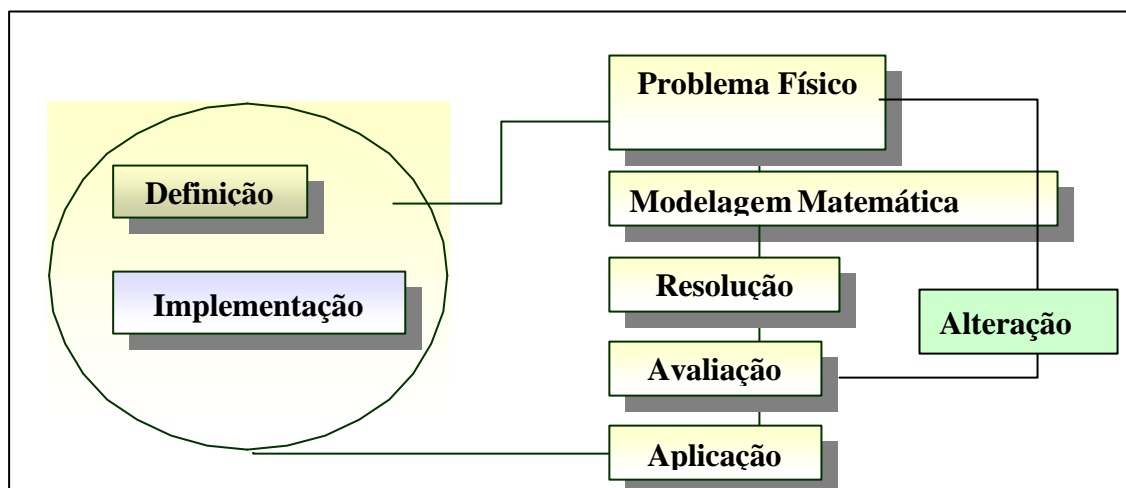 Definição
Implementação
Problema Físico
Modelagem Matemática
Resolução
Avaliação
Aplicação
Alteração